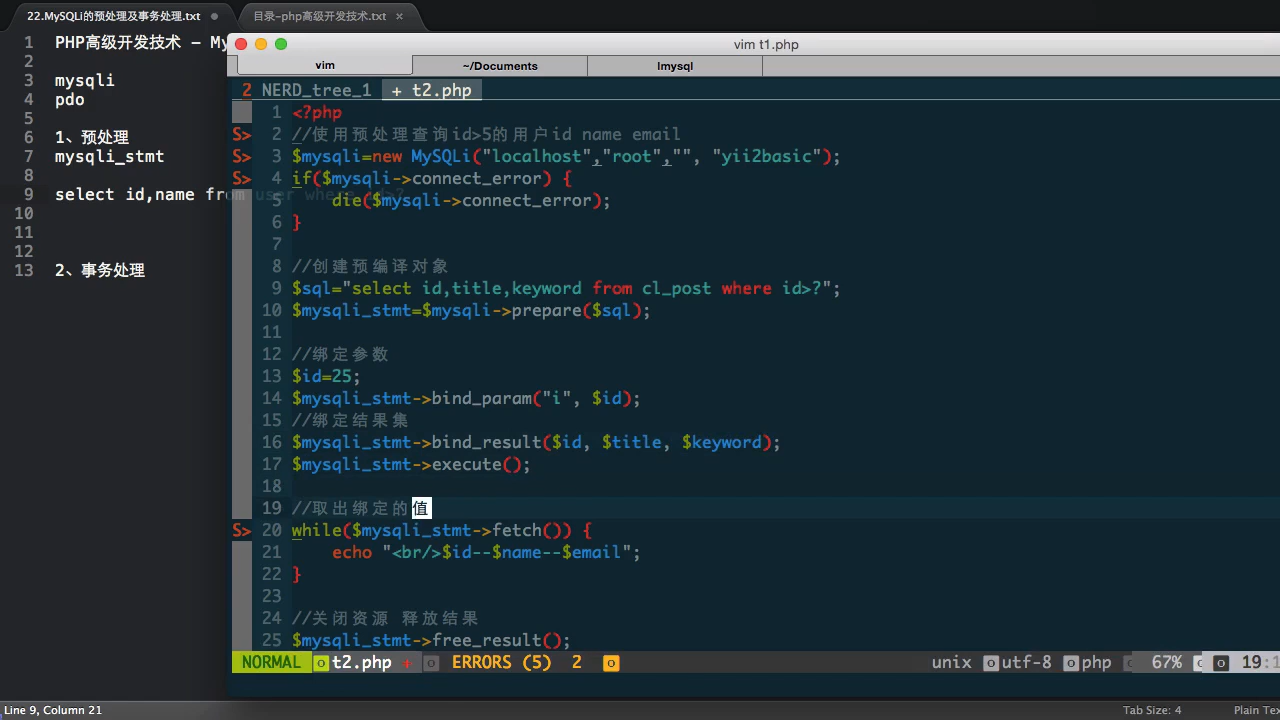 22.MySQLi的预处理及事务处理.txt
目录-php高级开发技术.txt ×
1 PHP高级开发技术 - My
2
3 mysqli
4 pdo
5
6 1、预处理
7 mysqli_stmt
8
9 select id,name from user where id>?
10
11
12
13 2、事务处理
vim t1.php
vim
~/Documents
lmysql
2 NERD_tree_1 + t2.php
1 <?php
S> 2 //使用预处理查询id>5的用户id name email
S> 3 $mysqli=new MySQLi("localhost","root","", "yii2basic");
S> 4 if($mysqli->connect_error) {
5     die($mysqli->connect_error);
6 }
7
8 //创建预编译对象
9 $sql="select id,title,keyword from cl_post where id>?";
10 $mysqli_stmt=$mysqli->prepare($sql);
11
12 //绑定参数
13 $id=25;
14 $mysqli_stmt->bind_param("i", $id);
15 //绑定结果集
16 $mysqli_stmt->bind_result($id, $title, $keyword);
17 $mysqli_stmt->execute();
18
19 //取出绑定的值
S> 20 while($mysqli_stmt->fetch()) {
21     echo "<br/>$id--$name--$email";
22 }
23
24 //关闭资源 释放结果
25 $mysqli_stmt->free_result();
NORMAL t2.php + ERRORS (5) 2 unix utf-8 php 67% 19:1
Line 9, Column 21
Tab Size: 4
Plain Tex